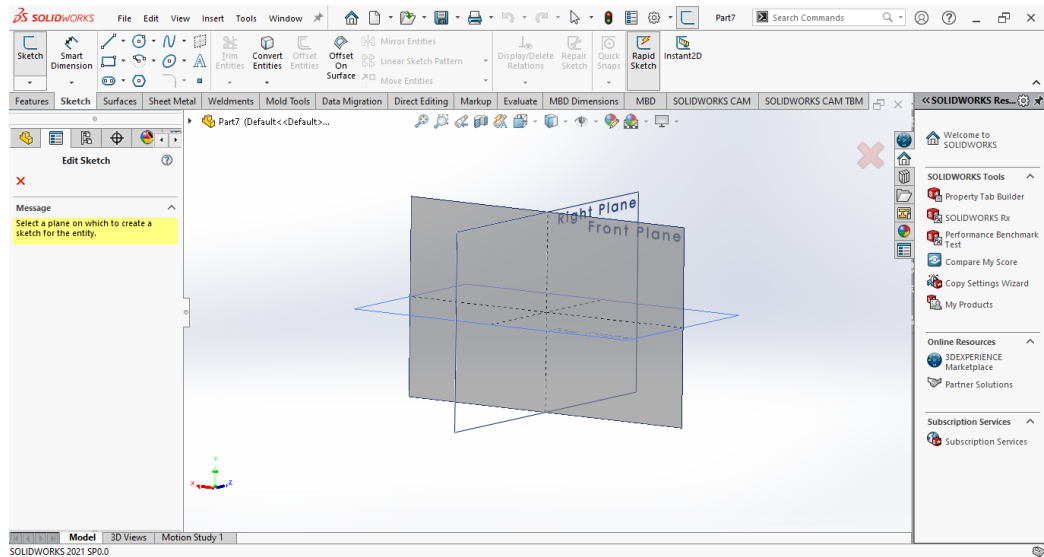 SOLIDWORKS File Edit View Insert Tools Window Part7 Search Commands
Sketch Smart Dimension Trim Entities Convert Entities Offset Entities Offset On Surface Mirror Entities Linear Sketch Pattern Move Entities Display/Delete Relations Repair Sketch Quick Snaps Rapid Sketch Instant2D
Features Sketch Surfaces Sheet Metal Weldments Mold Tools Data Migration Direct Editing Markup Evaluate MBD Dimensions MBD SOLIDWORKS CAM SOLIDWORKS CAM TBM
Part7 (Default<<Default>...
Edit Sketch
Message
Select a plane on which to create a
sketch for the entity.
Right Plane
Front Plane
Y
X
Z
SOLIDWORKS Res...
Welcome to
SOLIDWORKS
SOLIDWORKS Tools
Property Tab Builder
SOLIDWORKS Rx
Performance Benchmark
Test
Compare My Score
Copy Settings Wizard
My Products
Online Resources
3DEXPERIENCE
Marketplace
Partner Solutions
Subscription Services
Subscription Services
Model 3D Views Motion Study 1
SOLIDWORKS 2021 SP0.0